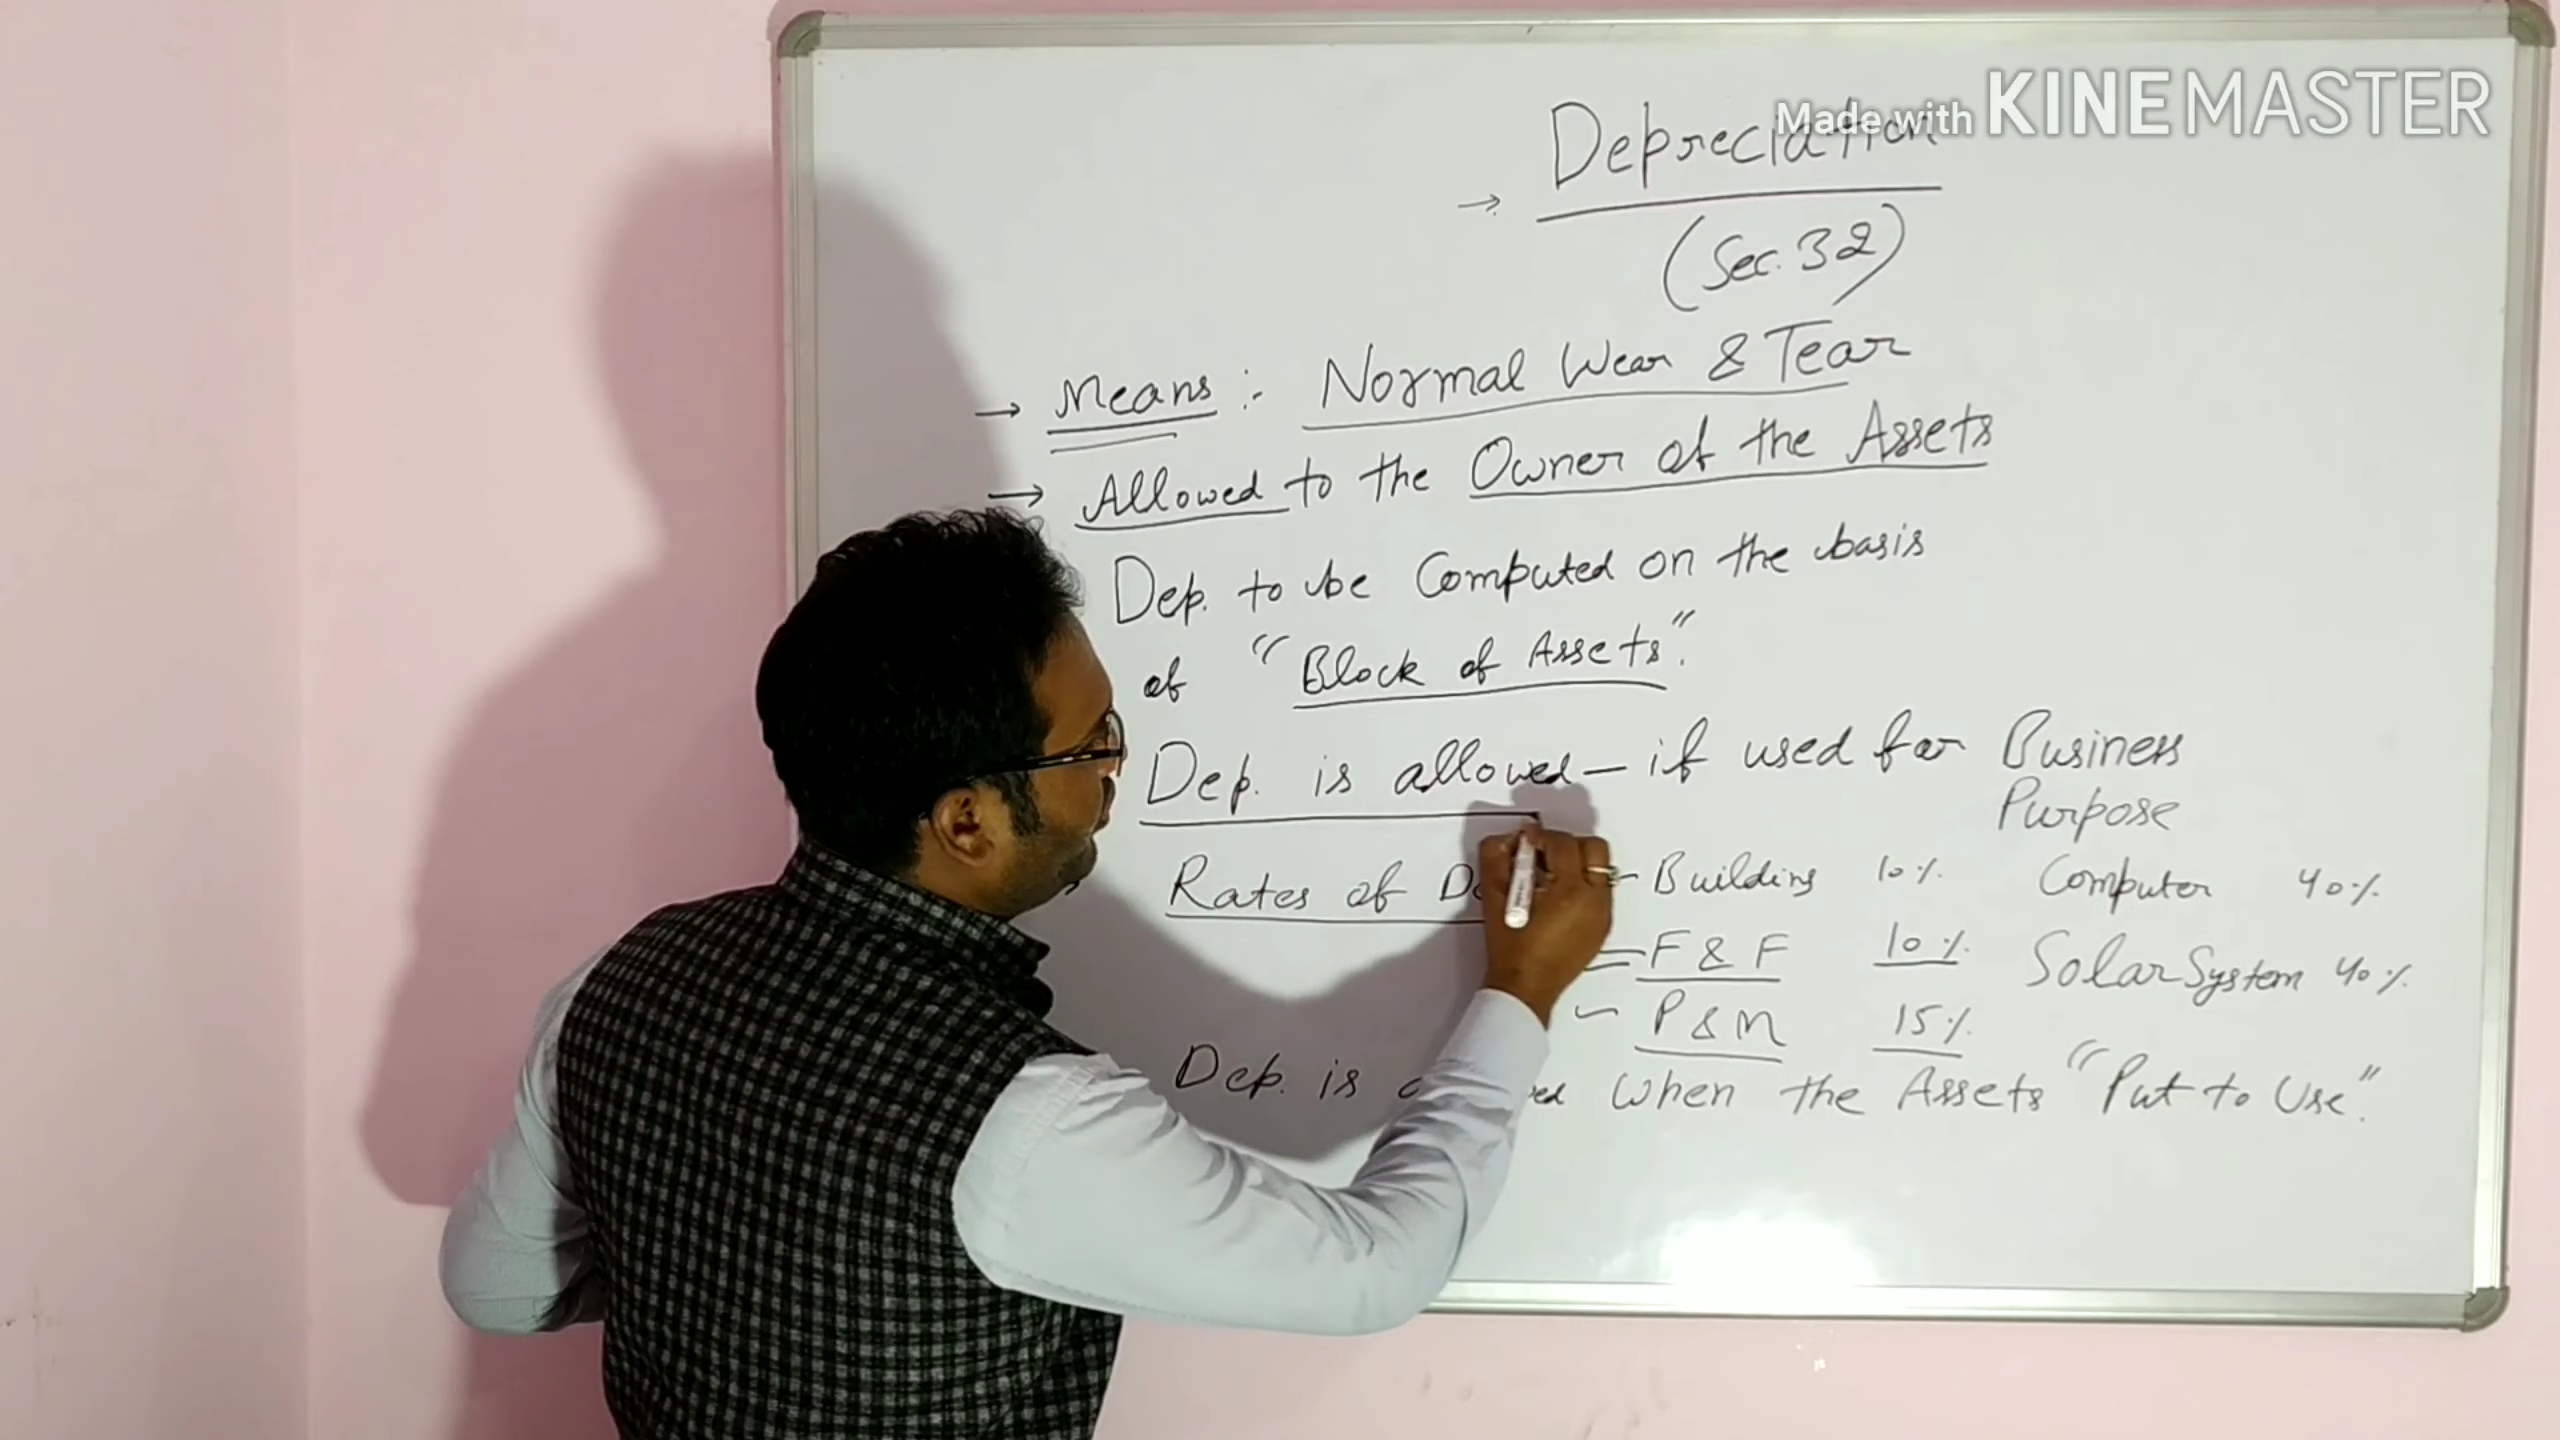 Made with KINEMASTER
→ Depreciation
(Sec. 32)
→ Means :- Normal Wear & Tear
→ Allowed to the Owner of the Assets
Dep. to be Computed on the basis
of "Block of Assets".
Dep. is allowed – if used for Business
Purpose
Rates of – Building 10% Computer 40%
– F & F 10% Solar System 40%
– P & M 15%
Dep. is When the Assets "Put to Use".